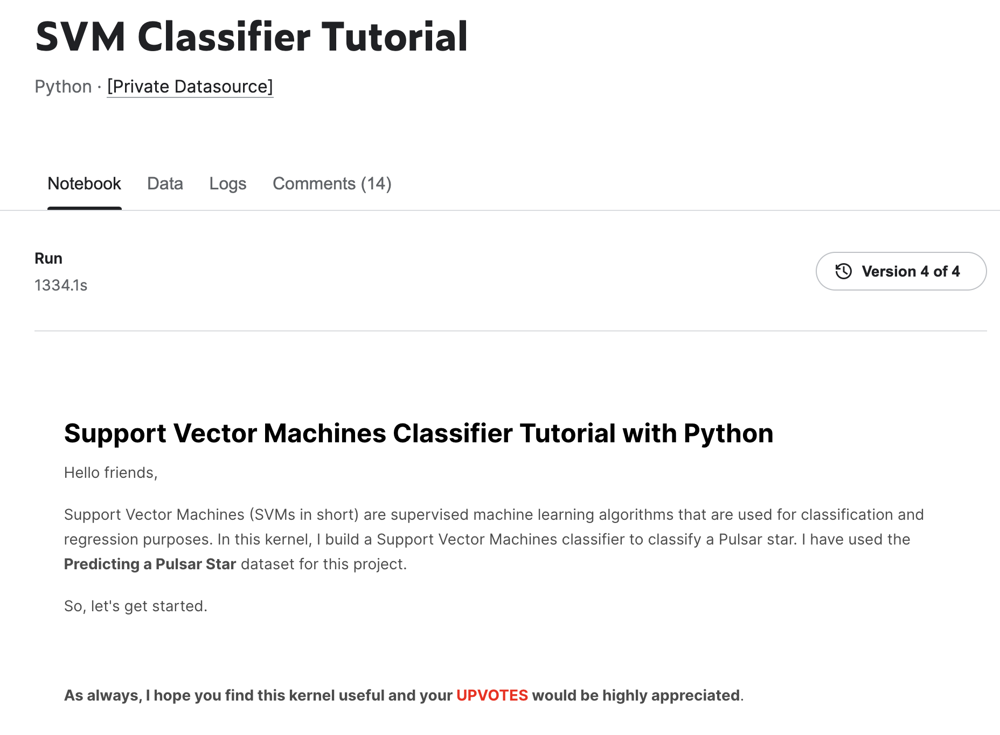 SVM Classifier Tutorial
Python · [Private Datasource]
Notebook Data Logs Comments (14)
Run
1334.1s
Version 4 of 4
Support Vector Machines Classifier Tutorial with Python
Hello friends,
Support Vector Machines (SVMs in short) are supervised machine learning algorithms that are used for classification and
regression purposes. In this kernel, I build a Support Vector Machines classifier to classify a Pulsar star. I have used the
Predicting a Pulsar Star dataset for this project.
So, let's get started.
As always, I hope you find this kernel useful and your UPVOTES would be highly appreciated.